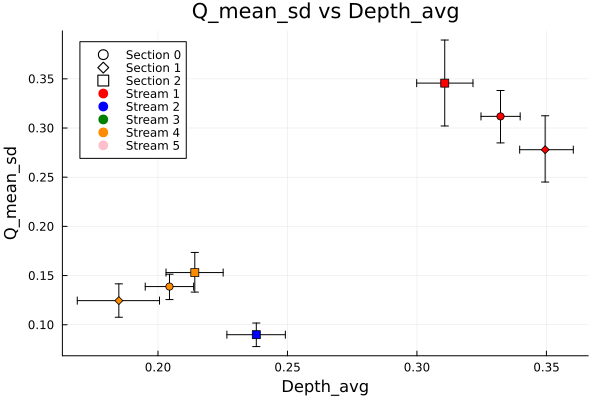 Q_mean_sd vs Depth_avg
Section 0
Section 1
Section 2
Stream 1
Stream 2
Stream 3
Stream 4
Stream 5
0.35
0.30
0.25
0.20
0.15
0.10
Q_mean_sd
0.20
0.25
0.30
0.35
Depth_avg